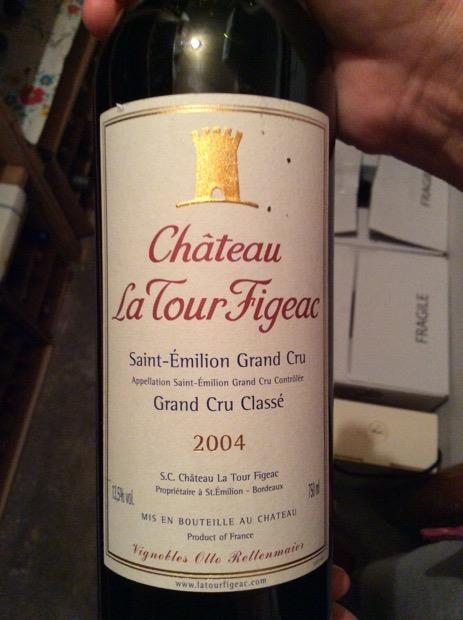 Château
La Tour Figeac
Saint-Émilion Grand Cru
Appellation Saint-Émilion Grand Cru Contrôlée
Grand Cru Classé
2004
S.C. Château La Tour Figeac
Propriétaire à St.Émilion - Bordeaux
13,5% vol.
750 ml
MIS EN BOUTEILLE AU CHATEAU
Product of France
Vignobles Otto Rettenmaier
www.latourfigeac.com
FRAGILE
FRAGILE